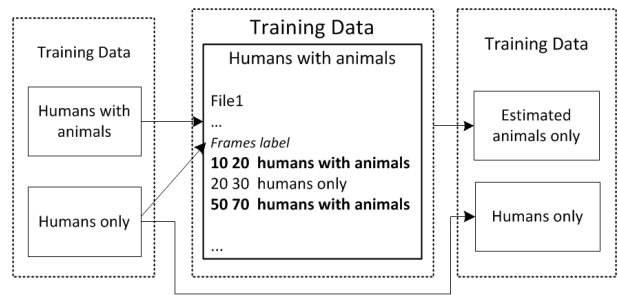 Training Data
Humans with
animals
Humans only
Training Data
Humans with animals
File1
...
Frames label
10 20 humans with animals
20 30 humans only
50 70 humans with animals
...
Training Data
Estimated
animals only
Humans only